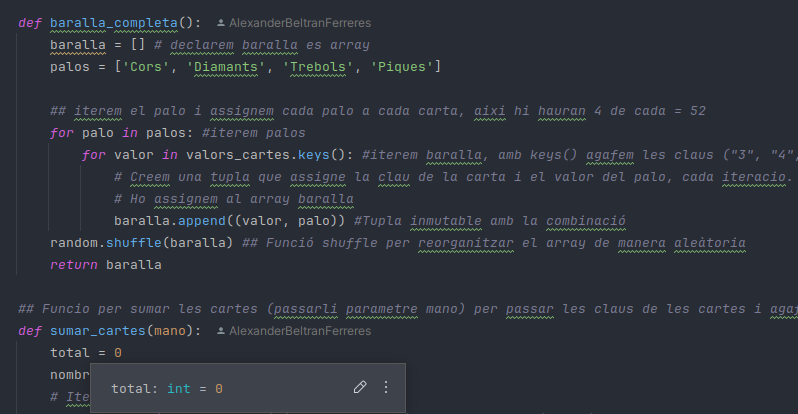 def baralla_completa(): AlexanderBeltranFerreres
baralla = [] # declarem baralla es array
palos = ['Cors', 'Diamants', 'Trebols', 'Piques']
## iterem el palo i assignem cada palo a cada carta, aixi hi hauran 4 de cada = 52
for palo in palos: #iterem palos
for valor in valors_cartes.keys(): #iterem baralla, amb keys() agafem les claus ("3", "4",
# Creem una tupla que assigne la clau de la carta i el valor del palo, cada iteracio.
# Ho assignem al array baralla
baralla.append((valor, palo)) #Tupla inmutable amb la combinació
random.shuffle(baralla) ## Funció shuffle per reorganitzar el array de manera aleàtoria
return baralla
## Funcio per sumar les cartes (passarli parametre mano) per passar les claus de les cartes i agaf
def sumar_cartes(mano): AlexanderBeltranFerreres
total = 0
nombr
total: int = 0
# Ite